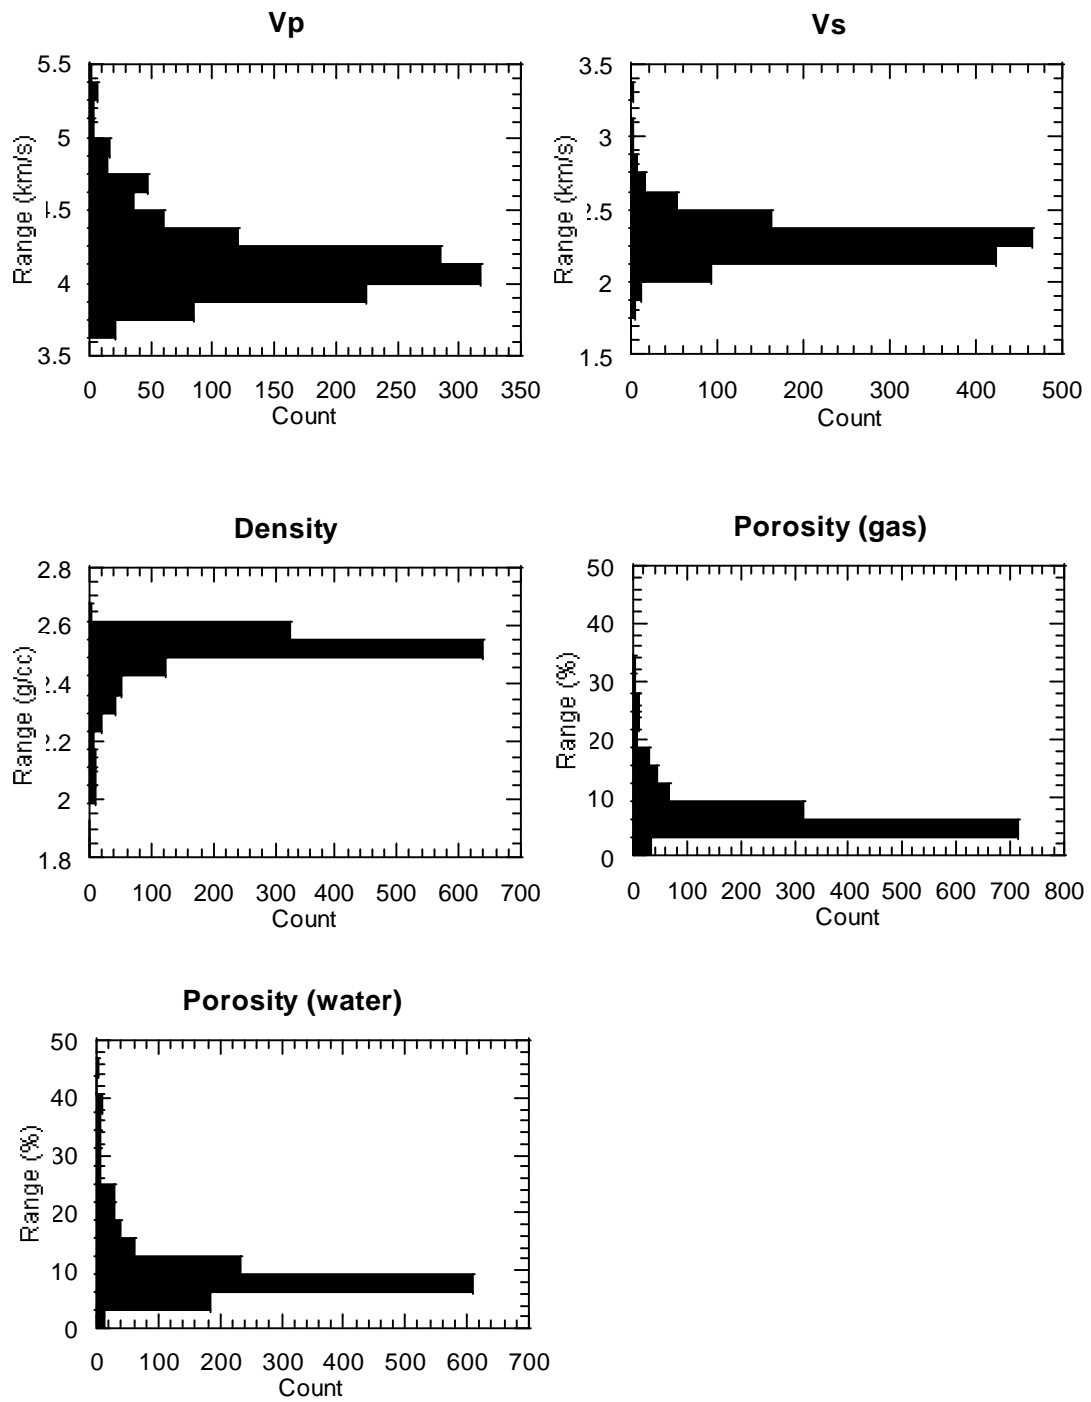 Vp
5.5
5
4
3.5
Range (km/s)
0 50 100 150 200 250 300 350
Count
Vs
3.5
3
2.5
2
1.5
Range (km/s)
0 100 200 300 400 500
Count
Density
2.8
2.6
2.4
2.2
2
1.8
Range (g/cc)
0 100 200 300 400 500 600 700
Count
Porosity (gas)
50
40
30
20
10
0
Range (%)
0 100 200 300 400 500 600 700 800
Count
Porosity (water)
50
40
30
20
10
0
Range (%)
0 100 200 300 400 500 600 700
Count